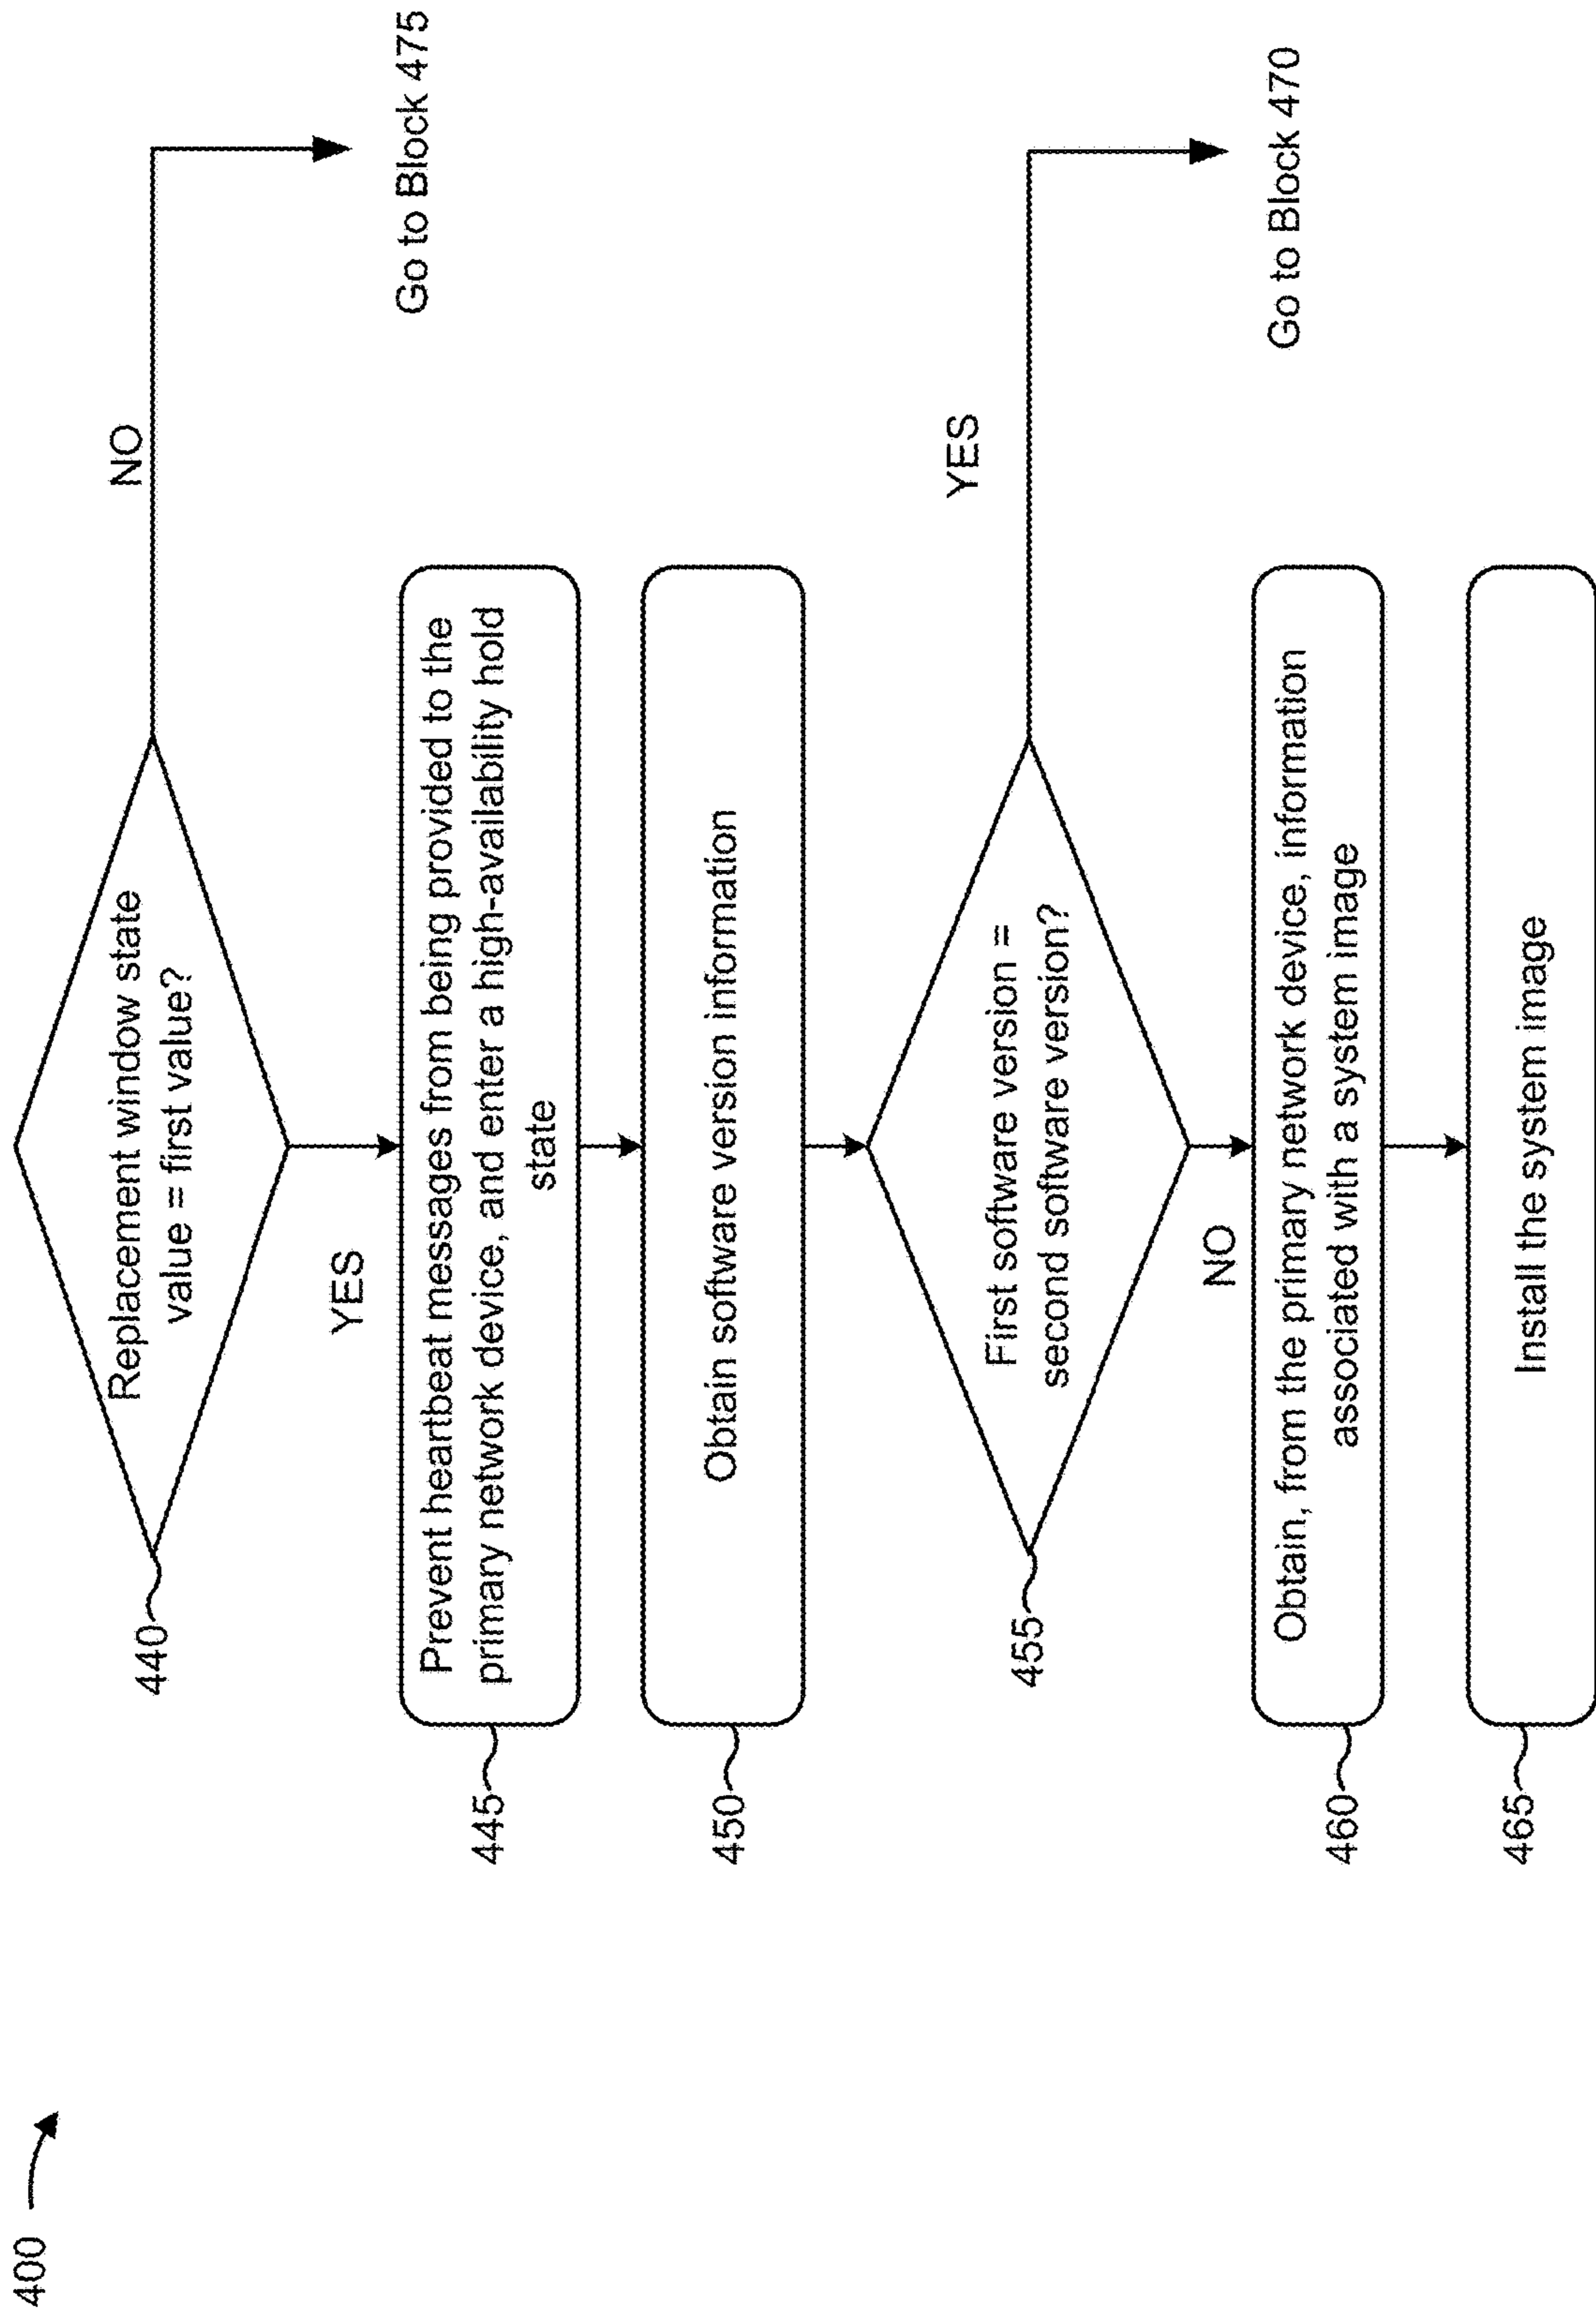 400
440
Replacement window state
value = first value?
NO
Go to Block 475
YES
445
Prevent heartbeat messages from being provided to the
primary network device, and enter a high-availability hold
state
450
Obtain software version information
455
First software version =
second software version?
YES
Go to Block 470
NO
460
Obtain, from the primary network device, information
associated with a system image
465
Install the system image